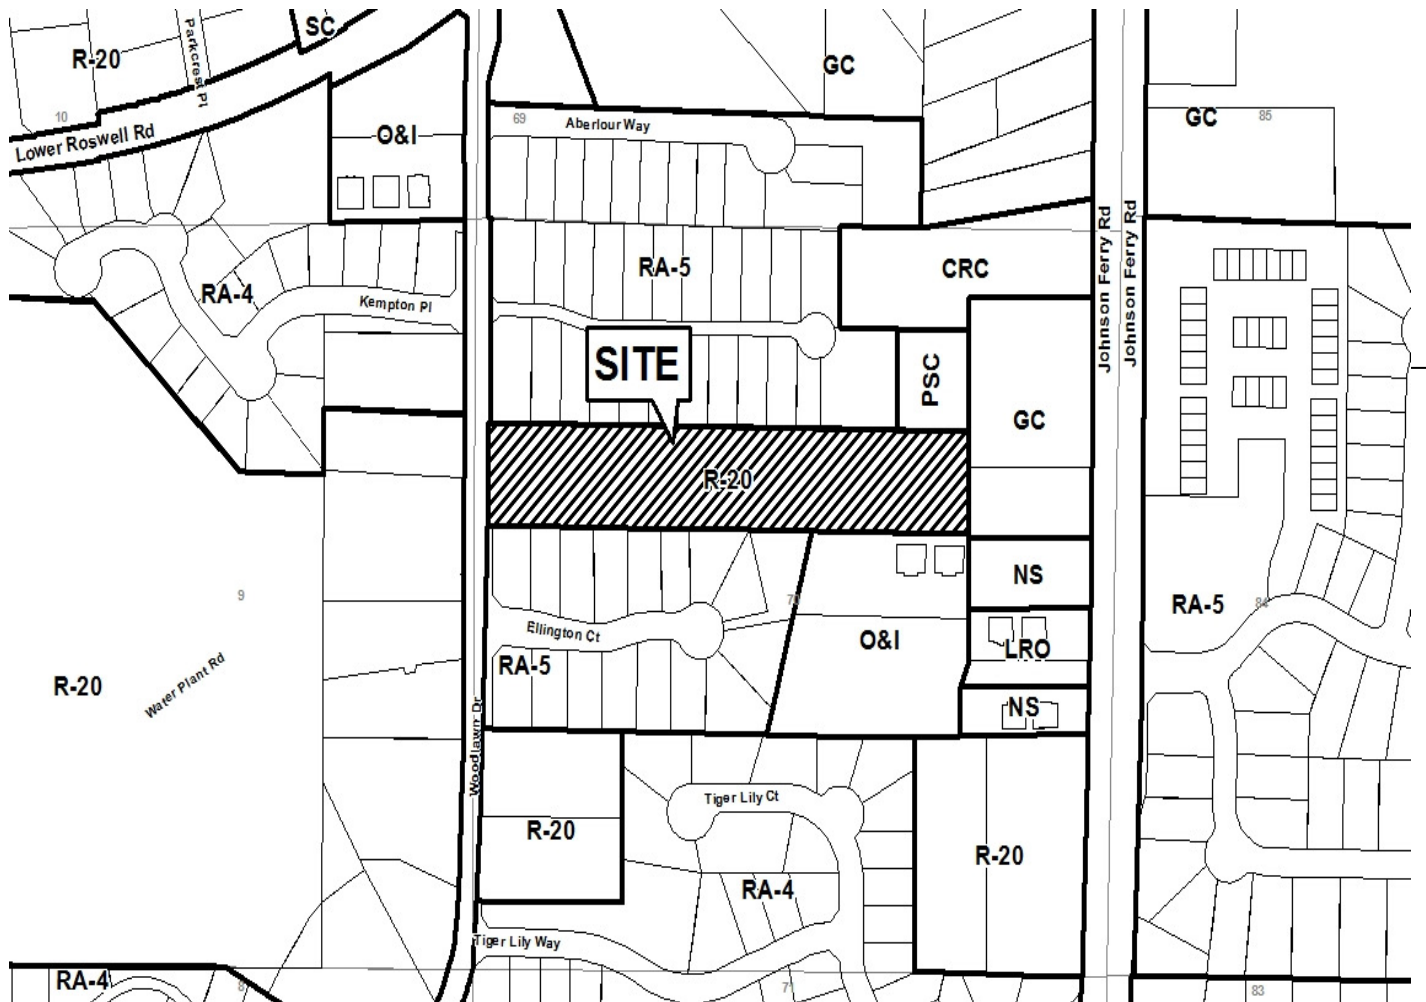 SC
R-20
Parkcrest Pl
GC
10
Lower Roswell Rd
O&I
69
Aberlour Way
GC
85
RA-4
Kempton Pl
RA-5
CRC
Johnson Ferry Rd
Johnson Ferry Rd
SITE
PSC
GC
R-20
9
NS
RA-5
84
70
Ellington Ct
O&I
LRO
RA-5
R-20
Water Plant Rd
Woodlawn Dr
NS
Tiger Lily Ct
R-20
R-20
RA-4
Tiger Lily Way
RA-4
8
71
83